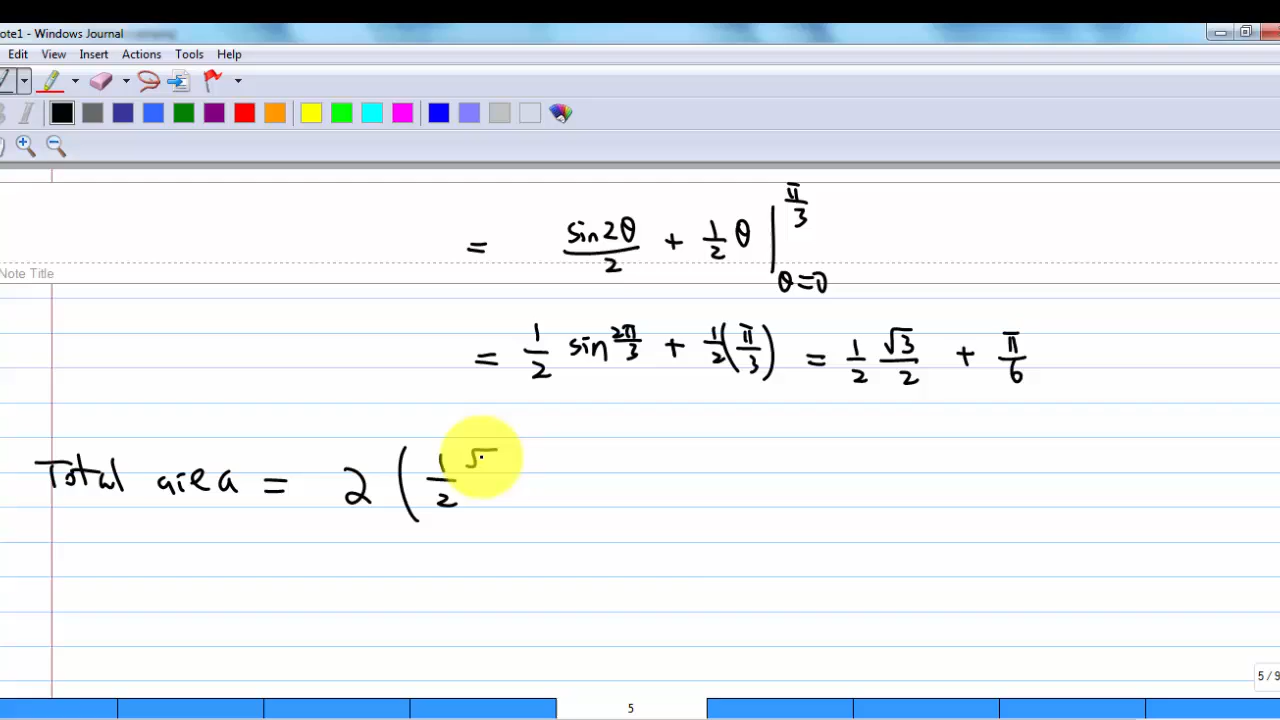 ote1 - Windows Journal
Edit View Insert Actions Tools Help
= sin2θ/2 + 1/2 θ | π/3 θ=0
Note Title
= 1/2 sin 2π/3 + 1/2 (π/3) = 1/2 √3/2 + π/6
Total area = 2 ( 1/2 √
5 / 9
5